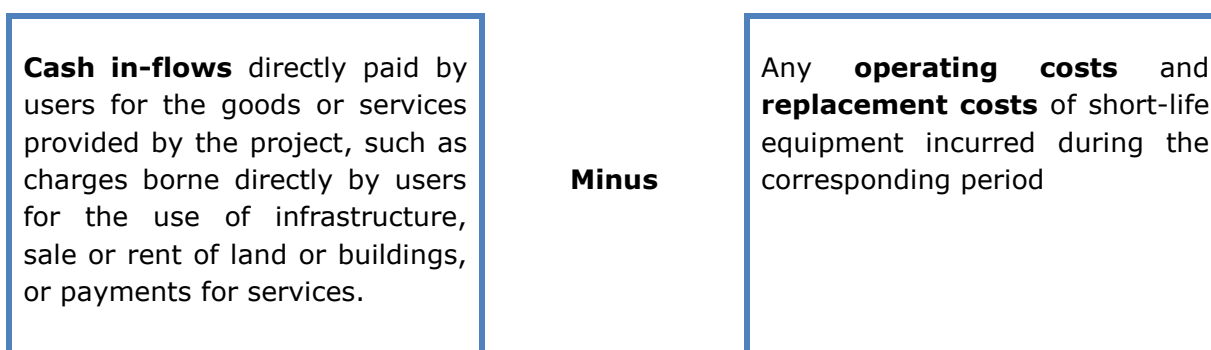 Cash in-flows directly paid by
users for the goods or services
provided by the project, such as
charges borne directly by users
for the use of infrastructure,
sale or rent of land or buildings,
or payments for services.
Minus
Any operating costs and
replacement costs of short-life
equipment incurred during the
corresponding period